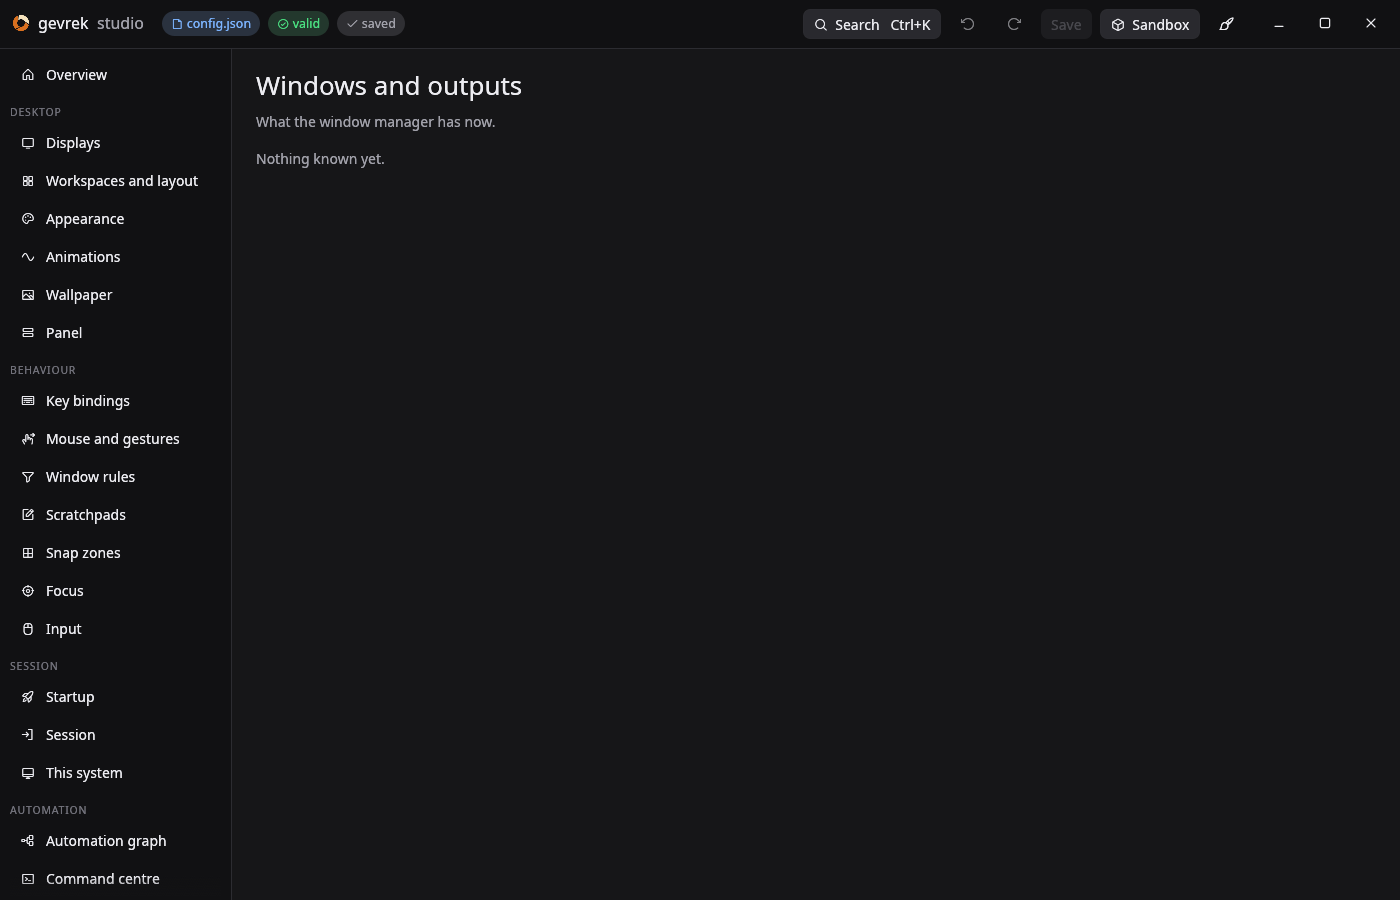 gevrek studio config.json valid saved Search Ctrl+K Save Sandbox
Overview
DESKTOP
Displays
Workspaces and layout
Appearance
Animations
Wallpaper
Panel
BEHAVIOUR
Key bindings
Mouse and gestures
Window rules
Scratchpads
Snap zones
Focus
Input
SESSION
Startup
Session
This system
AUTOMATION
Automation graph
Command centre
Windows and outputs
What the window manager has now.
Nothing known yet.